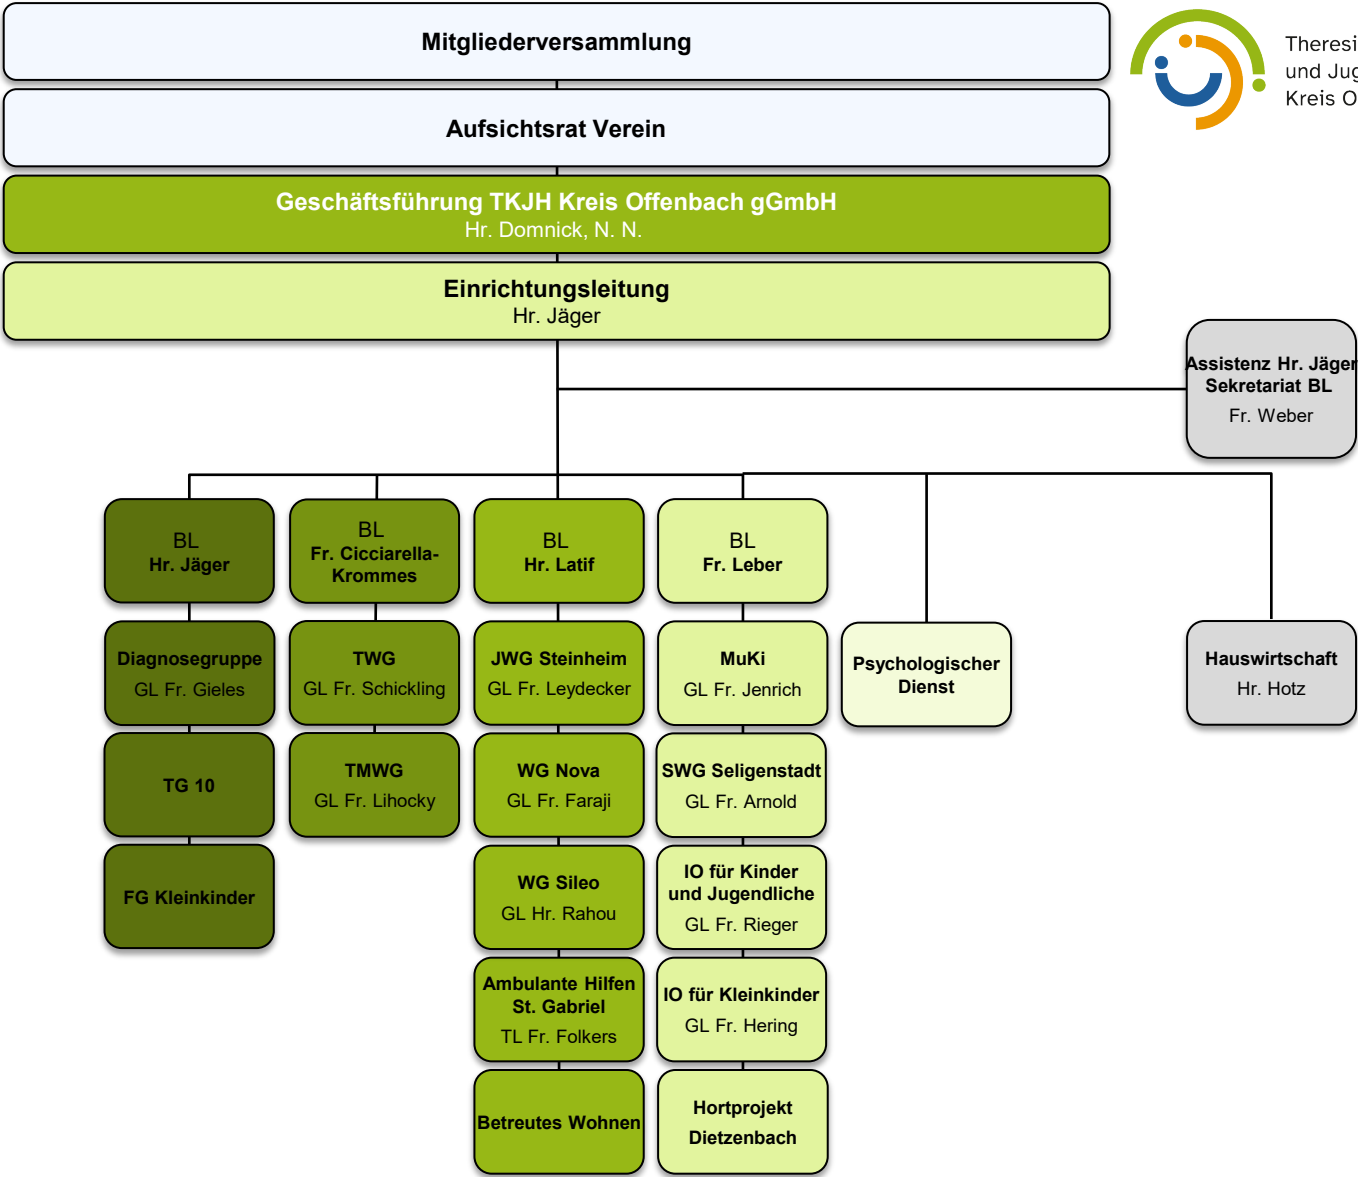 Mitgliederversammlung
Aufsichtsrat Verein
Geschäftsführung TKJH Kreis Offenbach gGmbH
Hr. Domnick, N. N.
Einrichtungsleitung
Hr. Jäger
Theresi
und Jug
Kreis O
Assistenz Hr. Jäger
Sekretariat BL
Fr. Weber
BL
Hr. Jäger
BL
Fr. Cicciarella-
Krommes
BL
Hr. Latif
BL
Fr. Leber
Diagnosegruppe
GL Fr. Gieles
TWG
GL Fr. Schickling
JWG Steinheim
GL Fr. Leydecker
MuKi
GL Fr. Jenrich
Psychologischer
Dienst
Hauswirtschaft
Hr. Hotz
TG 10
TMWG
GL Fr. Lihocky
WG Nova
GL Fr. Faraji
SWG Seligenstadt
GL Fr. Arnold
FG Kleinkinder
WG Sileo
GL Hr. Rahou
IO für Kinder
und Jugendliche
GL Fr. Rieger
Ambulante Hilfen
St. Gabriel
TL Fr. Folkers
IO für Kleinkinder
GL Fr. Hering
Betreutes Wohnen
Hortprojekt
Dietzenbach